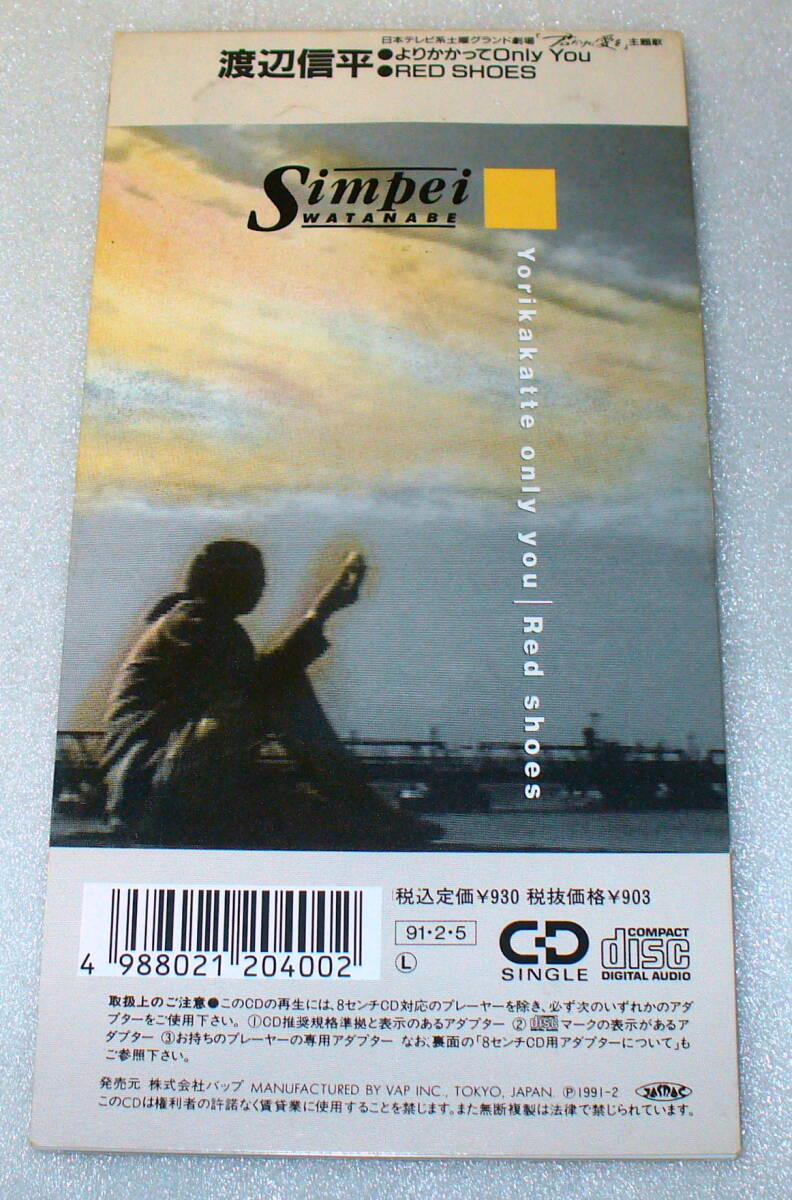 日本テレビ系土曜グランド劇場「君だけに愛を」主題歌
渡辺信平●よりかかってOnly You
●RED SHOES
Simpei
WATANABE
Yorikakatte only you | Red shoes
税込定価¥930 税抜価格¥903
91・2・5
L
CD
SINGLE
COMPACT
disc
DIGITAL AUDIO
4 988021 204002
取扱上のご注意●このCDの再生には、8センチCD対応のプレーヤーを除き、必ず次のいずれかのアダ
プターをご使用下さい。①CD推奨規格準拠と表示のあるアダプター ②discマークの表示があるア
ダプター ③お持ちのプレーヤーの専用アダプター なお、裏面の「8センチCD用アダプターについて」も
ご参照下さい。
発売元 株式会社バップ MANUFACTURED BY VAP INC., TOKYO, JAPAN. Ⓟ1991-2
JASRAC
このCDは権利者の許諾なく賃貸業に使用することを禁じます。また無断複製は法律で禁じられています。